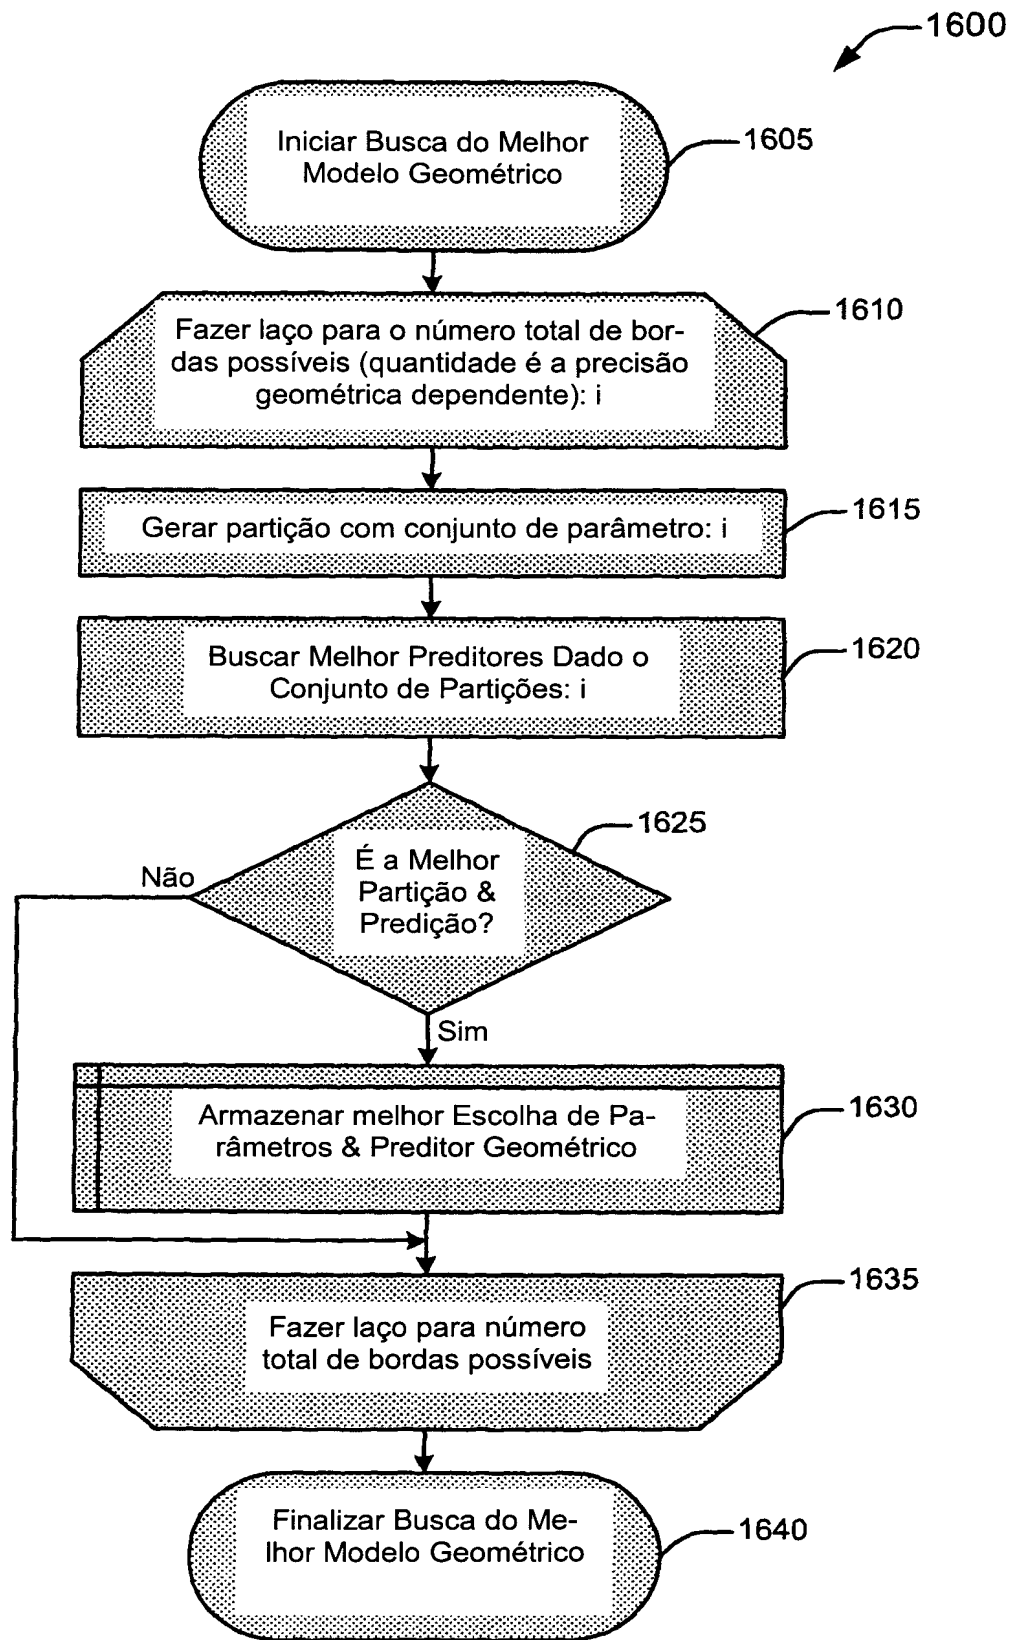 1600
Iniciar Busca do Melhor
Modelo Geométrico
1605
Fazer laço para o número total de bor-
das possíveis (quantidade é a precisão
geométrica dependente): i
1610
Gerar partição com conjunto de parâmetro: i
1615
Buscar Melhor Preditores Dado o
Conjunto de Partições: i
1620
É a Melhor
Partição &
Predição?
1625
Não
Sim
Armazenar melhor Escolha de Pa-
râmetros & Preditor Geométrico
1630
Fazer laço para número
total de bordas possíveis
1635
Finalizar Busca do Me-
lhor Modelo Geométrico
1640